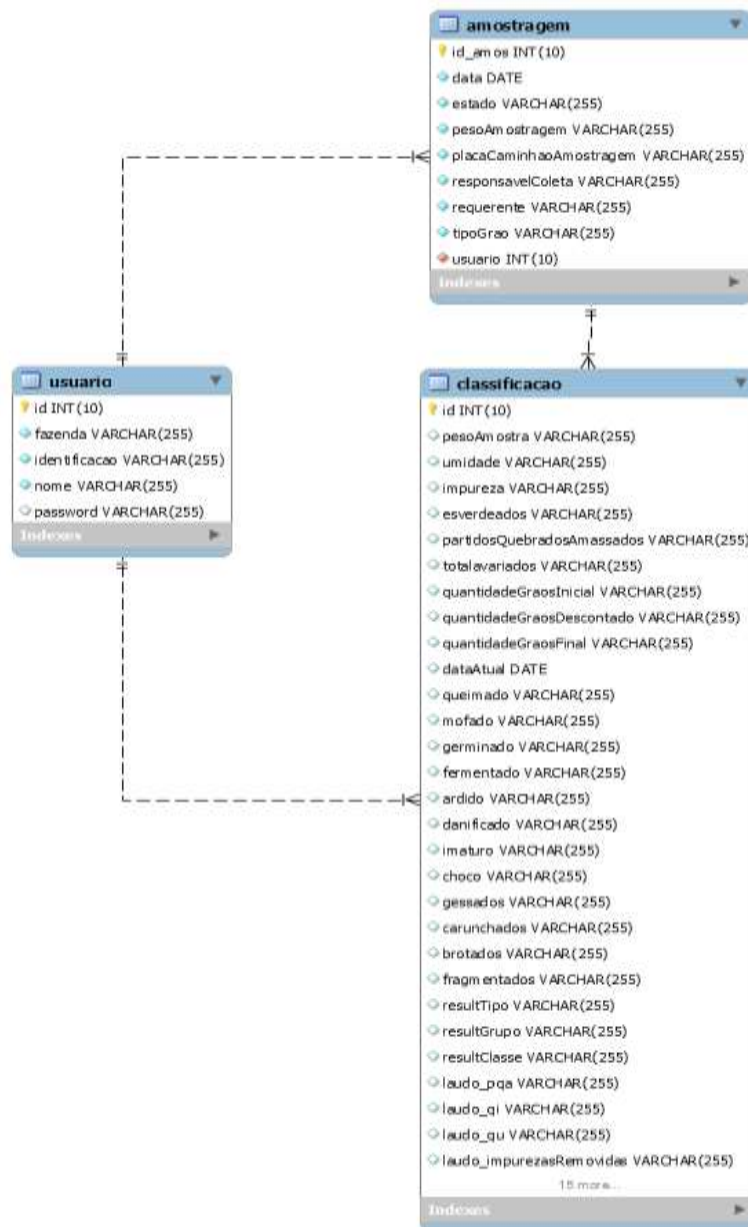 amostragem
id_amos INT(10)
data DATE
estado VARCHAR(255)
pesoAmostragem VARCHAR(255)
placaCaminhaoAmostragem VARCHAR(255)
responsavelColeta VARCHAR(255)
requerente VARCHAR(255)
tipoGrao VARCHAR(255)
usuario INT(10)
Indexes
usuario
id INT(10)
fazenda VARCHAR(255)
identificacao VARCHAR(255)
nome VARCHAR(255)
password VARCHAR(255)
Indexes
classificacao
id INT(10)
pesoAmostra VARCHAR(255)
umidade VARCHAR(255)
impureza VARCHAR(255)
esverdeados VARCHAR(255)
partidosQuebradosAmassados VARCHAR(255)
totalavariados VARCHAR(255)
quantidadeGraosInicial VARCHAR(255)
quantidadeGraosDescontado VARCHAR(255)
quantidadeGraosFinal VARCHAR(255)
dataAtual DATE
queimado VARCHAR(255)
mofado VARCHAR(255)
germinado VARCHAR(255)
fermentado VARCHAR(255)
ardido VARCHAR(255)
danificado VARCHAR(255)
imaturo VARCHAR(255)
choco VARCHAR(255)
gessados VARCHAR(255)
carunchados VARCHAR(255)
brotados VARCHAR(255)
fragmentados VARCHAR(255)
resultTipo VARCHAR(255)
resultGrupo VARCHAR(255)
resultClasse VARCHAR(255)
laudo_pqa VARCHAR(255)
laudo_qi VARCHAR(255)
laudo_qu VARCHAR(255)
laudo_impurezasRemovidas VARCHAR(255)
15 more...
Indexes